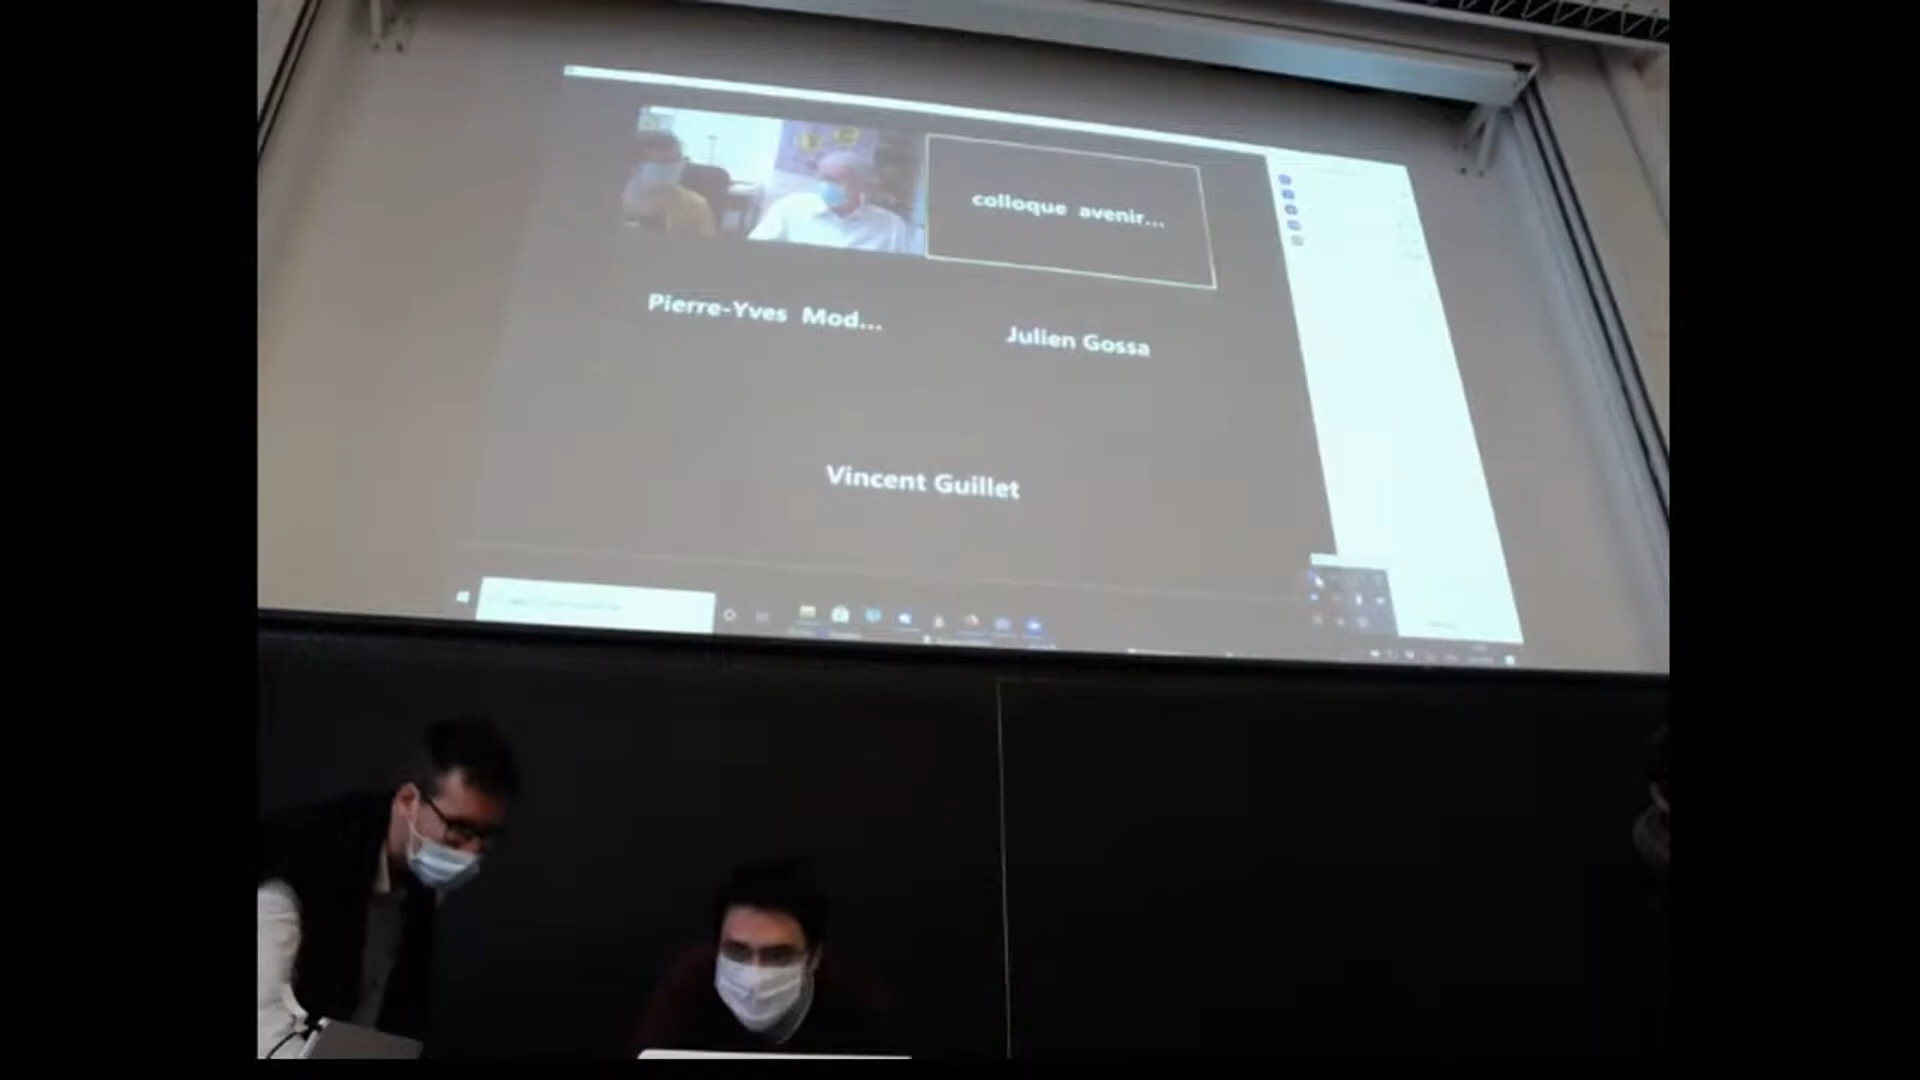 colloque avenir...
Pierre-Yves Mod...
Julien Gossa
Vincent Guillet